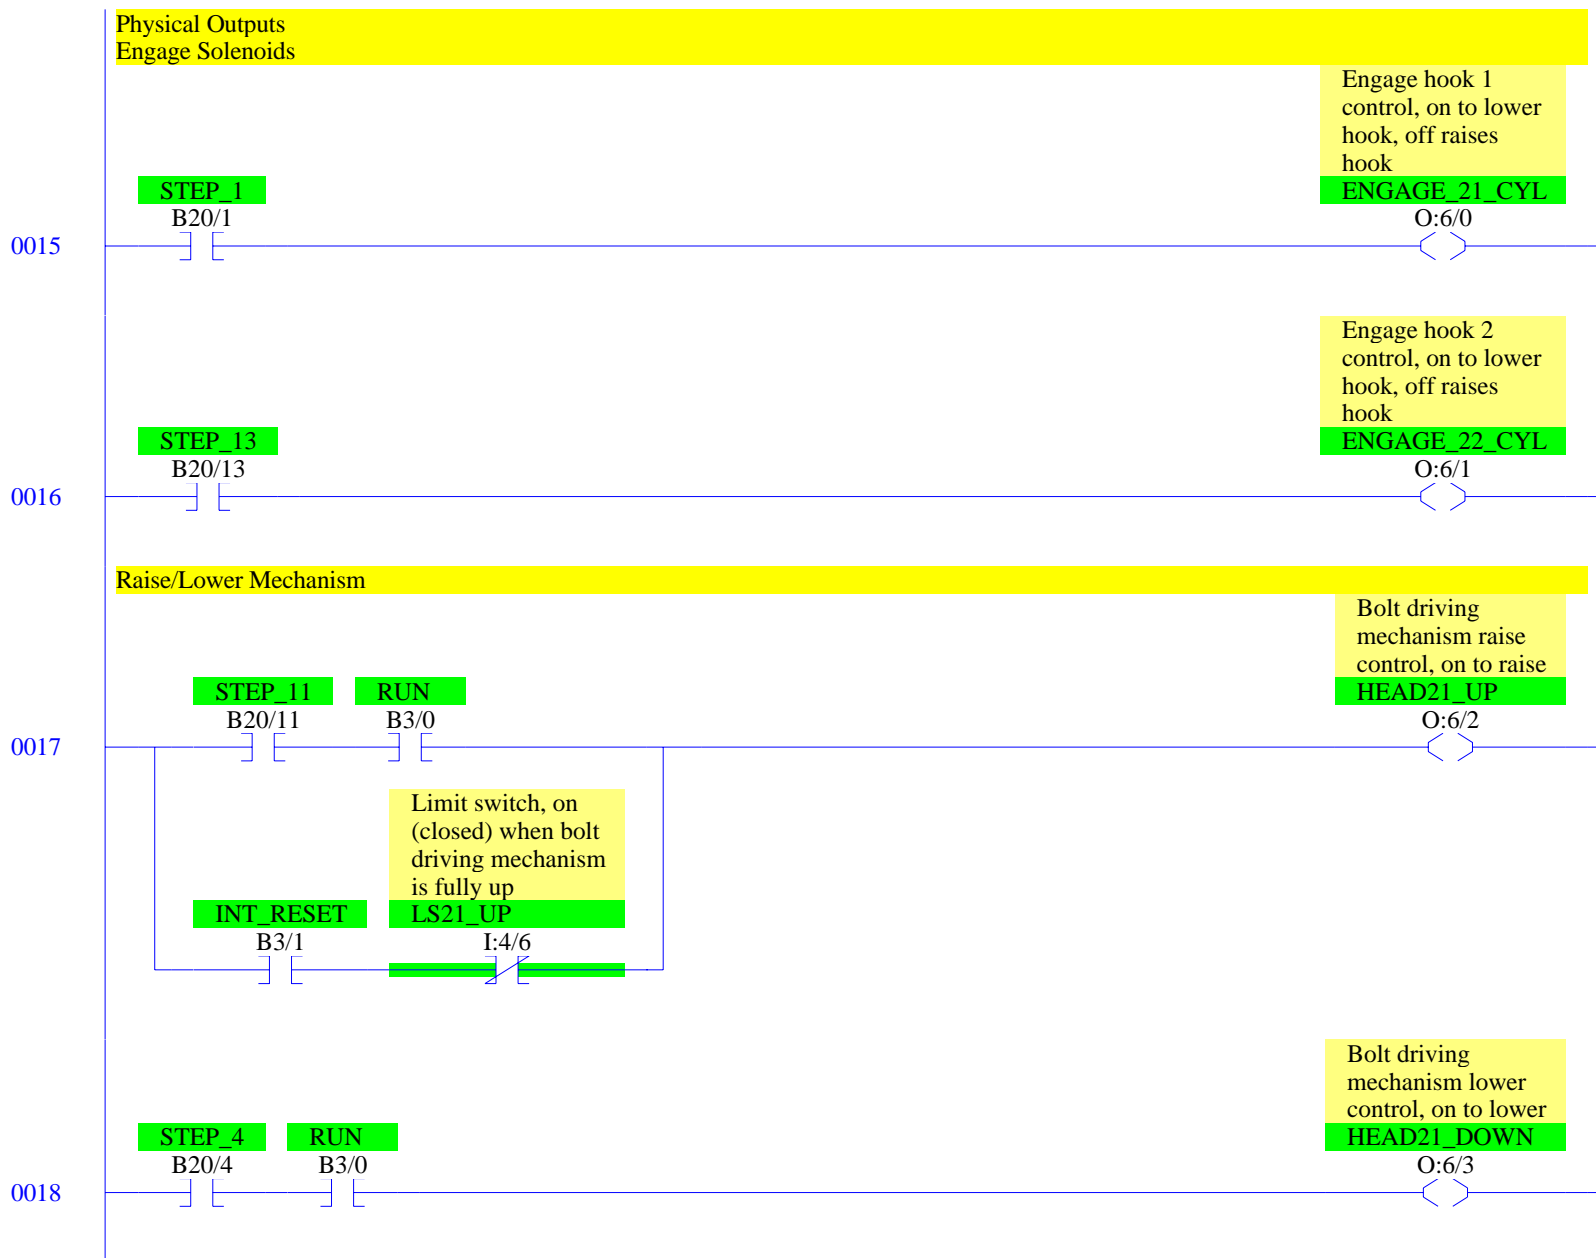 Physical Outputs
Engage Solenoids
Engage hook 1
control, on to lower
hook, off raises
hook
STEP_1
ENGAGE_21_CYL
B20/1
O:6/0
0015
Engage hook 2
control, on to lower
hook, off raises
hook
STEP_13
ENGAGE_22_CYL
B20/13
O:6/1
0016
Raise/Lower Mechanism
Bolt driving
mechanism raise
control, on to raise
STEP_11
RUN
HEAD21_UP
B20/11
B3/0
O:6/2
0017
Limit switch, on
(closed) when bolt
driving mechanism
is fully up
INT_RESET
LS21_UP
B3/1
I:4/6
Bolt driving
mechanism lower
control, on to lower
STEP_4
RUN
HEAD21_DOWN
B20/4
B3/0
O:6/3
0018